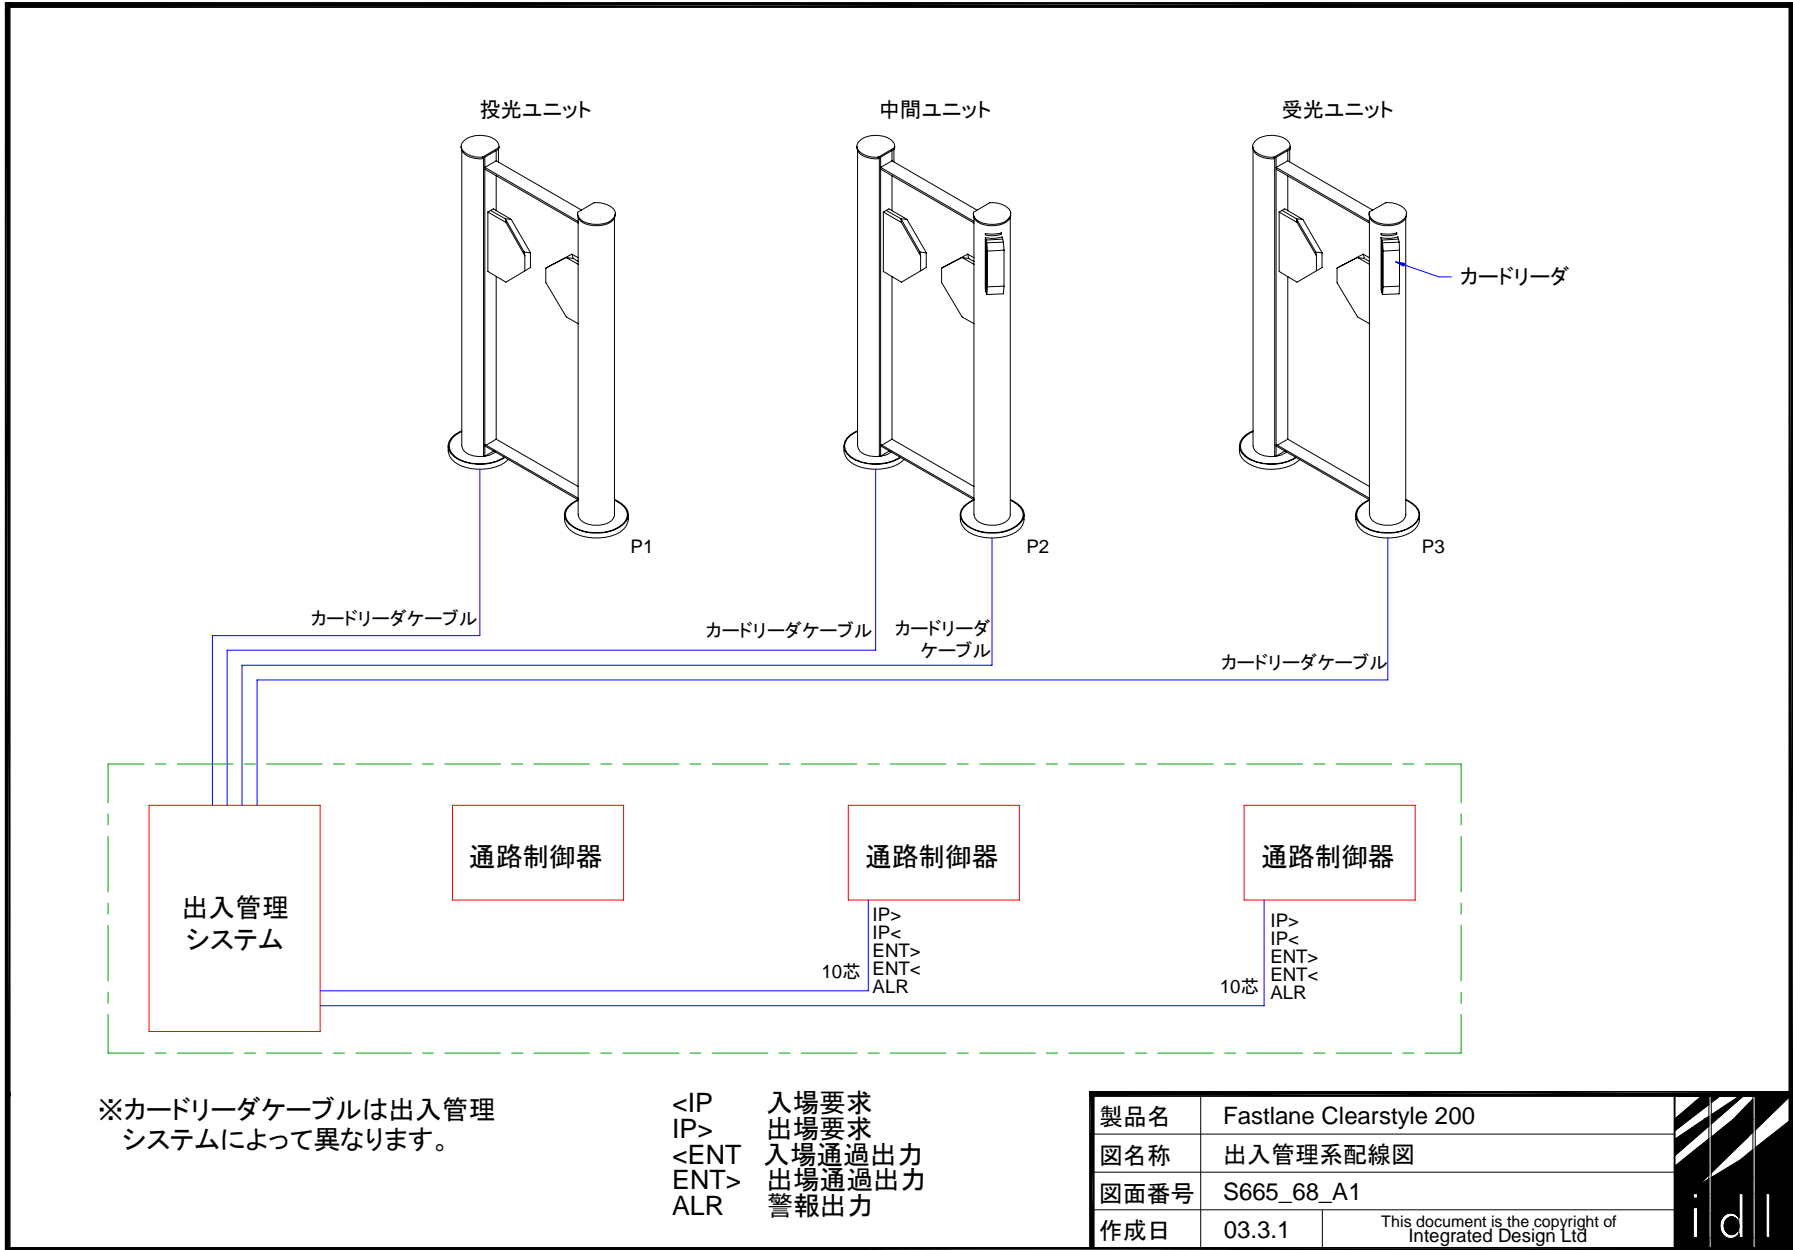 投光ユニット
中間ユニット
受光ユニット
カードリーダ
P1
P2
P3
カードリーダケーブル
カードリーダケーブル
カードリーダ
ケーブル
カードリーダケーブル
出入管理
システム
通路制御器
通路制御器
通路制御器
10芯
IP>
IP<
ENT>
ENT<
ALR
10芯
IP>
IP<
ENT>
ENT<
ALR
※カードリーダケーブルは出入管理
システムによって異なります。
<IP 入場要求
IP> 出場要求
<ENT 入場通過出力
ENT> 出場通過出力
ALR 警報出力
製品名 Fastlane Clearstyle 200
図名称 出入管理系配線図
図面番号 S665_68_A1
作成日 03.3.1
This document is the copyright of
Integrated Design Ltd
idl